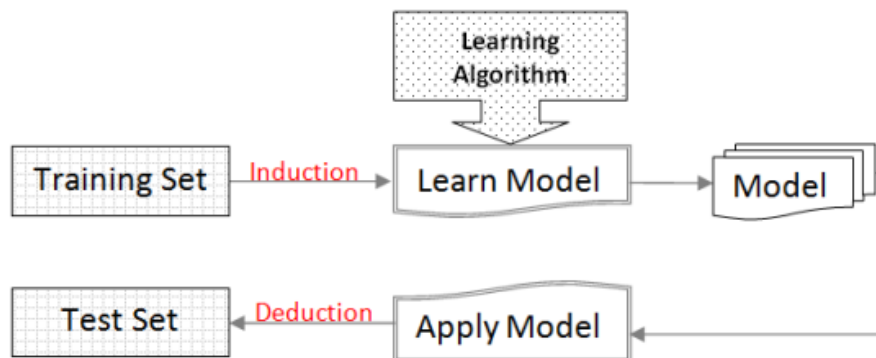 Learning
Algorithm
Training Set
Induction
Learn Model
Model
Test Set
Deduction
Apply Model